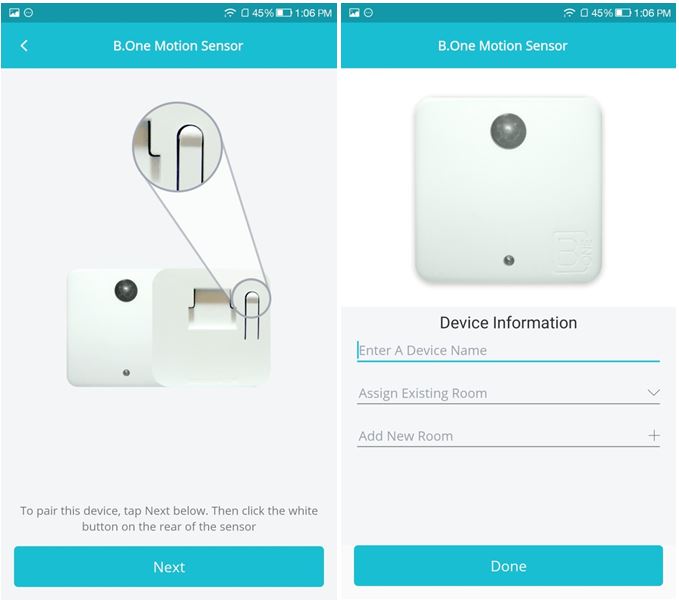 45% 1:06 PM
B.One Motion Sensor
To pair this device, tap Next below. Then click the white
button on the rear of the sensor
Next
45% 1:06 PM
B.One Motion Sensor
B
ONE
Device Information
Enter A Device Name
Assign Existing Room
Add New Room
Done